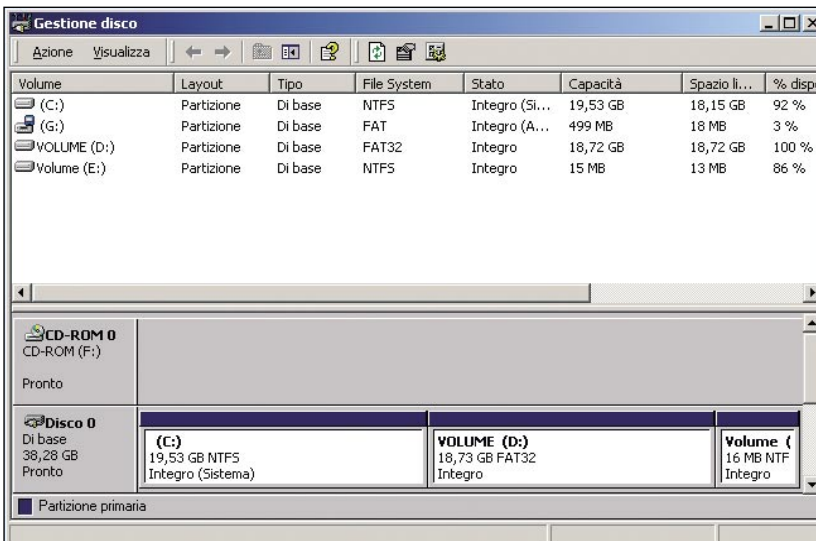 Gestione disco
Azione Visualizza
Volume Layout Tipo File System Stato Capacità Spazio li... % disp
(C:) Partizione Di base NTFS Integro (Si... 19,53 GB 18,15 GB 92 %
(G:) Partizione Di base FAT Integro (A... 499 MB 18 MB 3 %
VOLUME (D:) Partizione Di base FAT32 Integro 18,72 GB 18,72 GB 100 %
Volume (E:) Partizione Di base NTFS Integro 15 MB 13 MB 86 %
CD-ROM 0
CD-ROM (F:)
Pronto
Disco 0
Di base
38,28 GB
Pronto
(C:)
19,53 GB NTFS
Integro (Sistema)
VOLUME (D:)
18,73 GB FAT32
Integro
Volume (
16 MB NTF
Integro
Partizione primaria